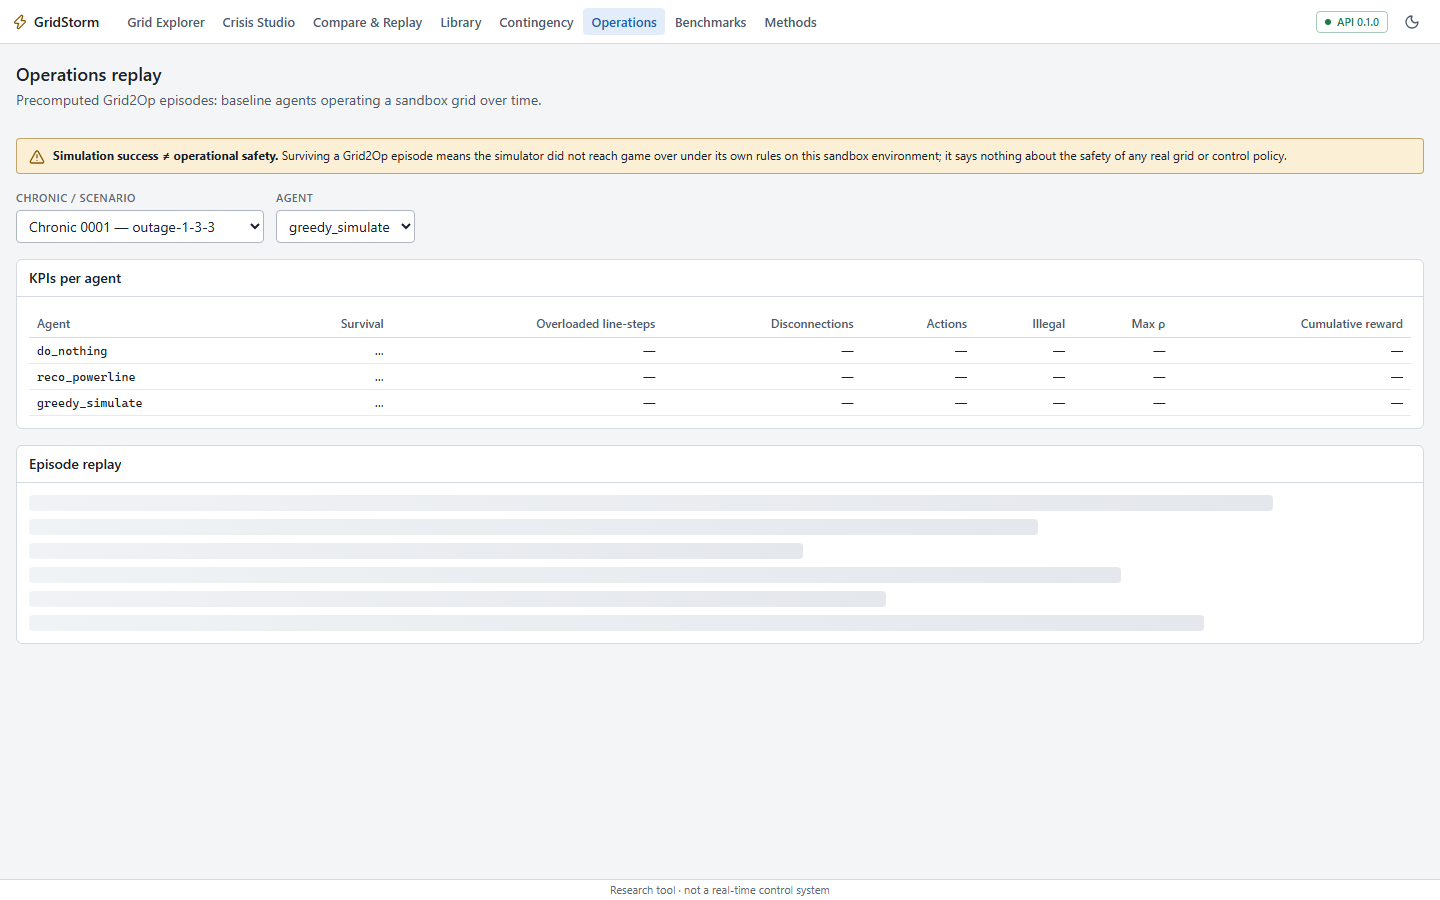 GridStorm Grid Explorer Crisis Studio Compare & Replay Library Contingency Operations Benchmarks Methods API 0.1.0
Operations replay
Precomputed Grid2Op episodes: baseline agents operating a sandbox grid over time.
Simulation success ≠ operational safety. Surviving a Grid2Op episode means the simulator did not reach game over under its own rules on this sandbox environment; it says nothing about the safety of any real grid or control policy.
CHRONIC / SCENARIO AGENT
Chronic 0001 — outage-1-3-3 greedy_simulate
KPIs per agent
Agent Survival Overloaded line-steps Disconnections Actions Illegal Max ρ Cumulative reward
do_nothing … — — — — — —
reco_powerline … — — — — — —
greedy_simulate … — — — — — —
Episode replay
Research tool · not a real-time control system